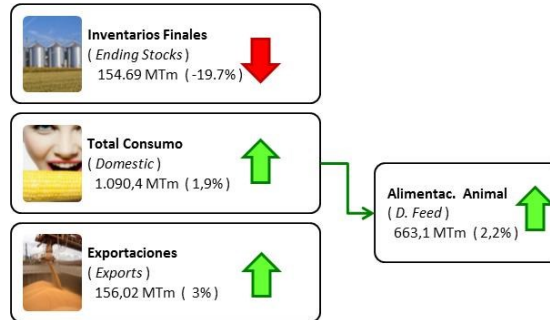 Inventarios Finales
( Ending Stocks )
154.69 MTm ( -19.7%)
Total Consumo
( Domestic )
1.090,4 MTm ( 1,9%)
Alimentac. Animal
( D. Feed )
663,1 MTm ( 2,2%)
Exportaciones
( Exports )
156,02 MTm ( 3%)